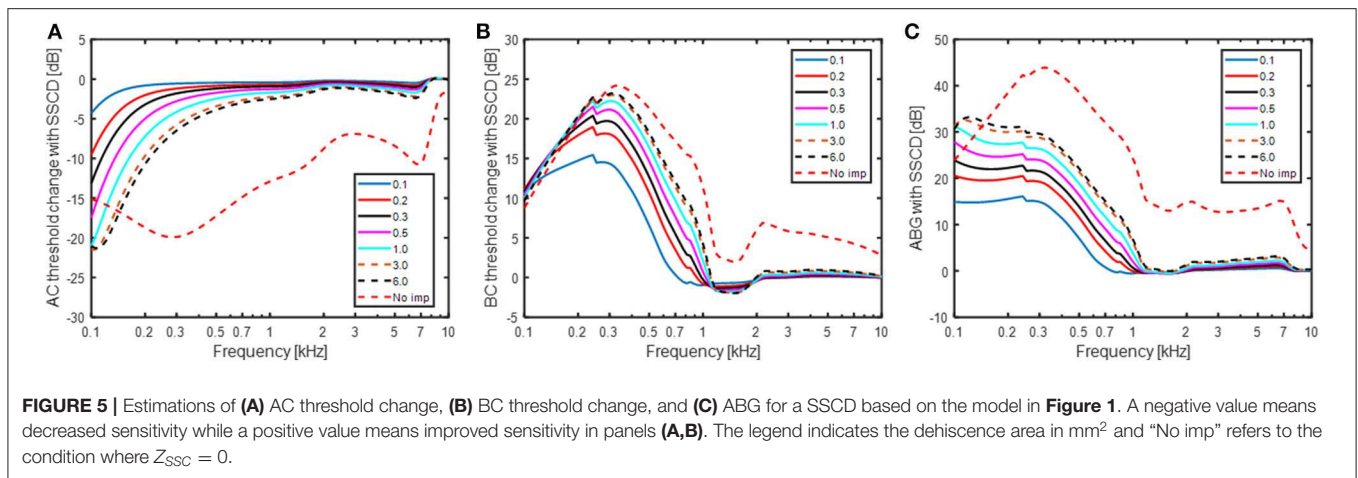 A
AC threshold change with SSCD [dB]
5
0
-5
-10
-15
-20
-25
-30
0.1
0.2
0.3
0.5
1.0
3.0
6.0
No imp
0.1 0.2 0.3 0.5 0.7 1 2 3 5 7 10
Frequency [kHz]
B
BC threshold change with SSCD [dB]
30
25
20
15
10
5
0
-5
0.1
0.2
0.3
0.5
1.0
3.0
6.0
No imp
0.1 0.2 0.3 0.5 0.7 1 2 3 5 7 10
Frequency [kHz]
C
ABG with SSCD [dB]
50
40
30
20
10
0
-10
0.1
0.2
0.3
0.5
1.0
3.0
6.0
No imp
0.1 0.2 0.3 0.5 0.7 1 2 3 5 7 10
Frequency [kHz]
FIGURE 5 | Estimations of (A) AC threshold change, (B) BC threshold change, and (C) ABG for a SSCD based on the model in Figure 1. A negative value means
decreased sensitivity while a positive value means improved sensitivity in panels (A,B). The legend indicates the dehiscence area in mm² and “No imp” refers to the
condition where Z_SSC = 0.